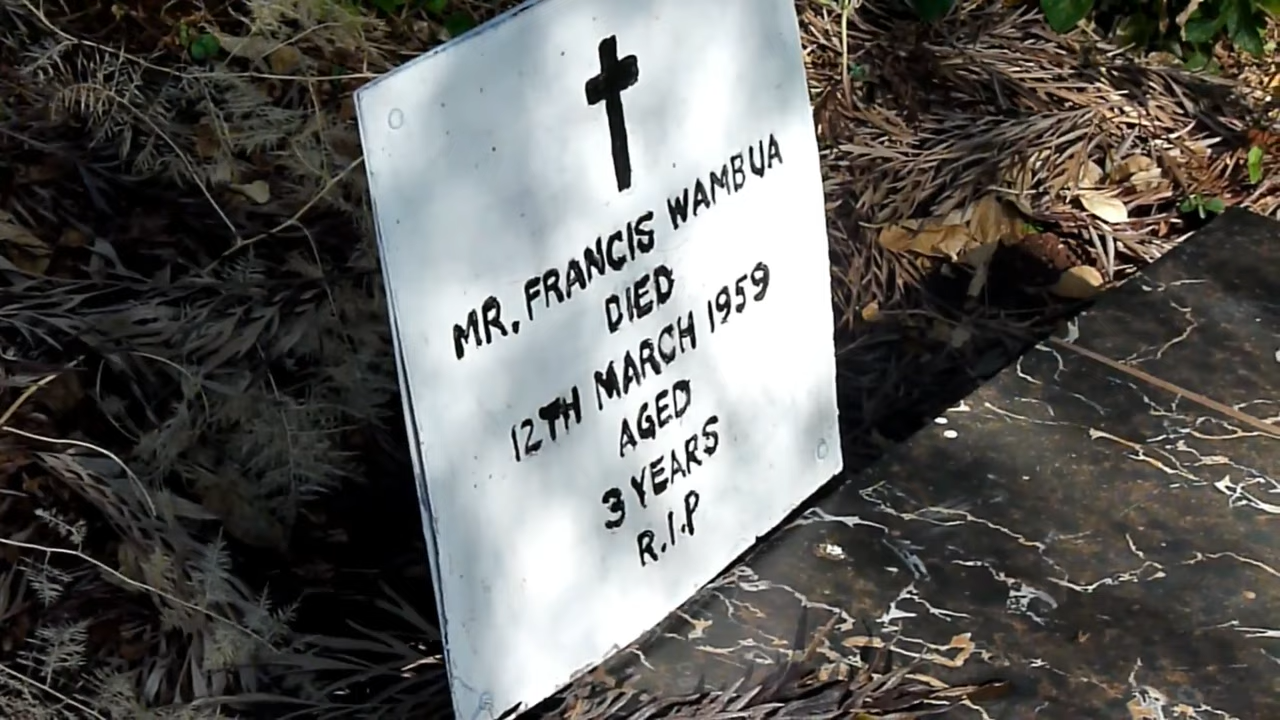 MR. FRANCIS WAMBUA
DIED
12TH MARCH 1959
AGED
3 YEARS
R.I.P